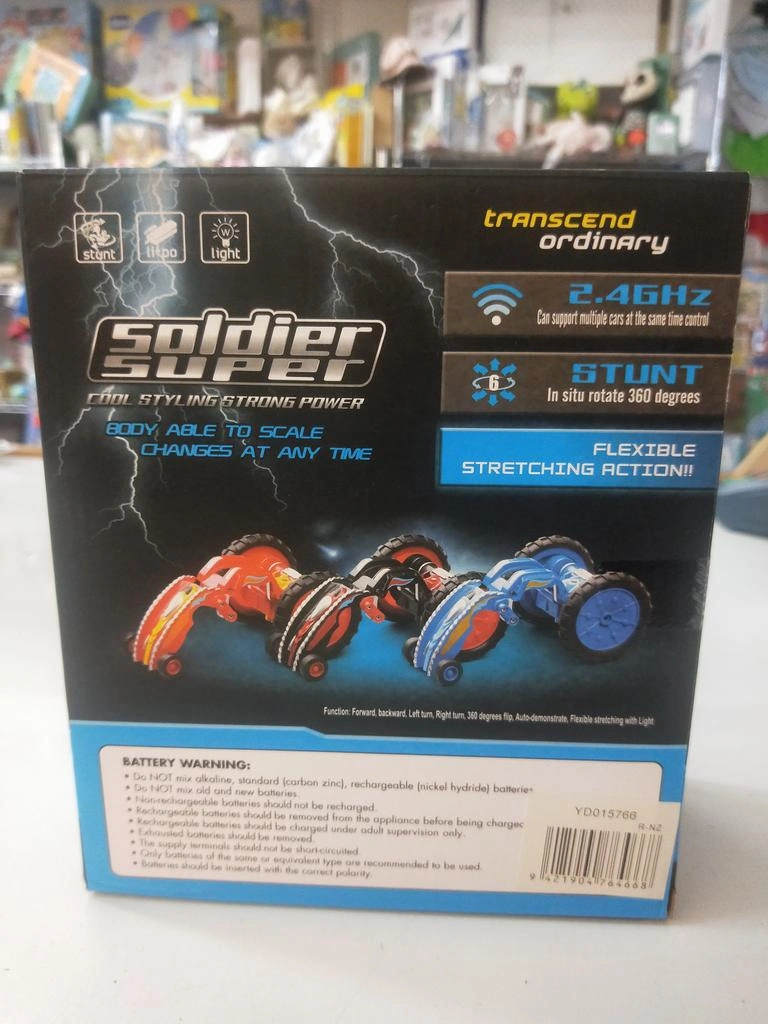 stunt
litpo
light
transcend
ordinary
soldier
super
COOL STYLING STRONG POWER
BODY ABLE TO SCALE
CHANGES AT ANY TIME
2.4GHz
Can support multiple cars at the same time control
6
STUNT
In situ rotate 360 degrees
FLEXIBLE
STRETCHING ACTION!!
Function: Forward, backward, Left turn, Right turn, 360 degrees flip, Auto-demonstrate, Flexible stretching with Light
BATTERY WARNING:
• Do NOT mix alkaline, standard (carbon zinc), rechargeable (nickel hydride) batteries
• Do NOT mix old and new batteries.
• Non-rechargeable batteries should not be recharged.
• Rechargeable batteries should be removed from the appliance before being charged
• Rechargeable batteries should be charged under adult supervision only.
• Exhausted batteries should be removed.
• The supply terminals should not be short-circuited.
• Only batteries of the same or equivalent type are recommended to be used.
• Batteries should be inserted with the correct polarity.
YD015766
R-NZ
9 421904 764668